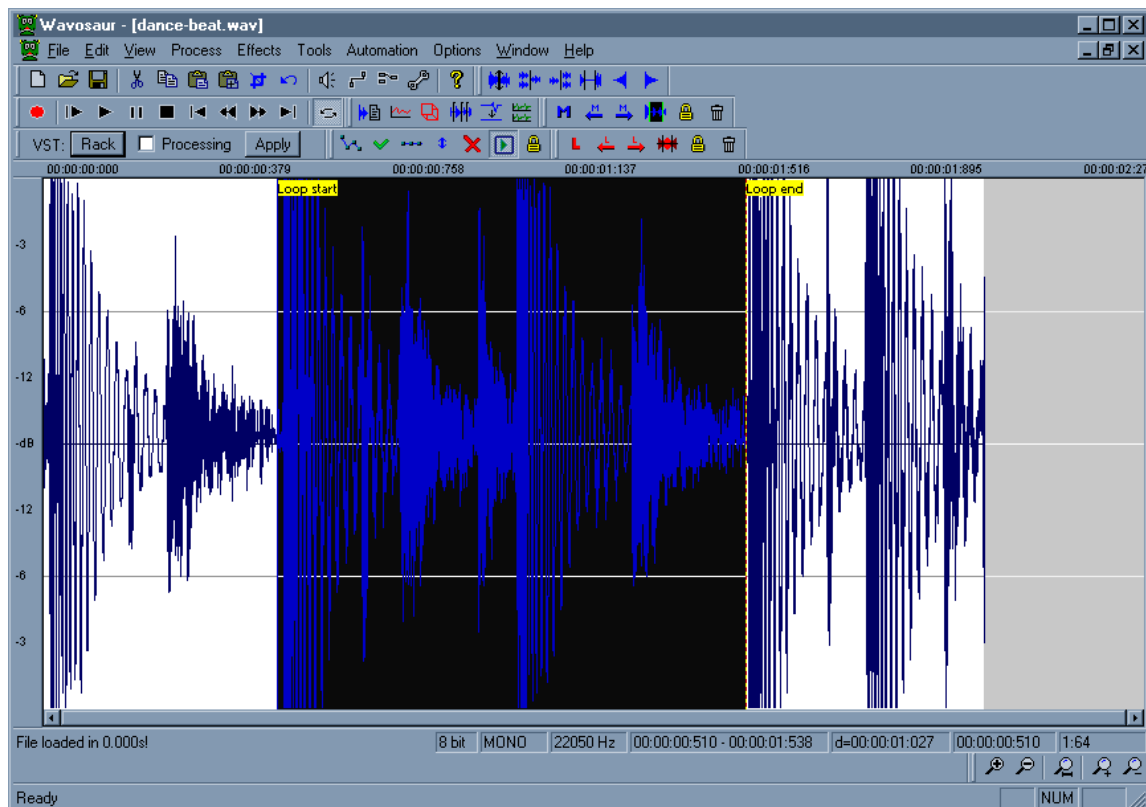 Wavosaur - [dance-beat.wav]
File Edit View Process Effects Tools Automation Options Window Help
VST: Rack Processing Apply
00:00:00:000 00:00:00:379 00:00:00:758 00:00:01:137 00:00:01:516 00:00:01:895 00:00:02:27
Loop start Loop end
-3
-6
-12
-dB
-12
-6
-3
File loaded in 0.000s! 8 bit MONO 22050 Hz 00:00:00:510 - 00:00:01:538 d=00:00:01:027 00:00:00:510 1:64
Ready NUM